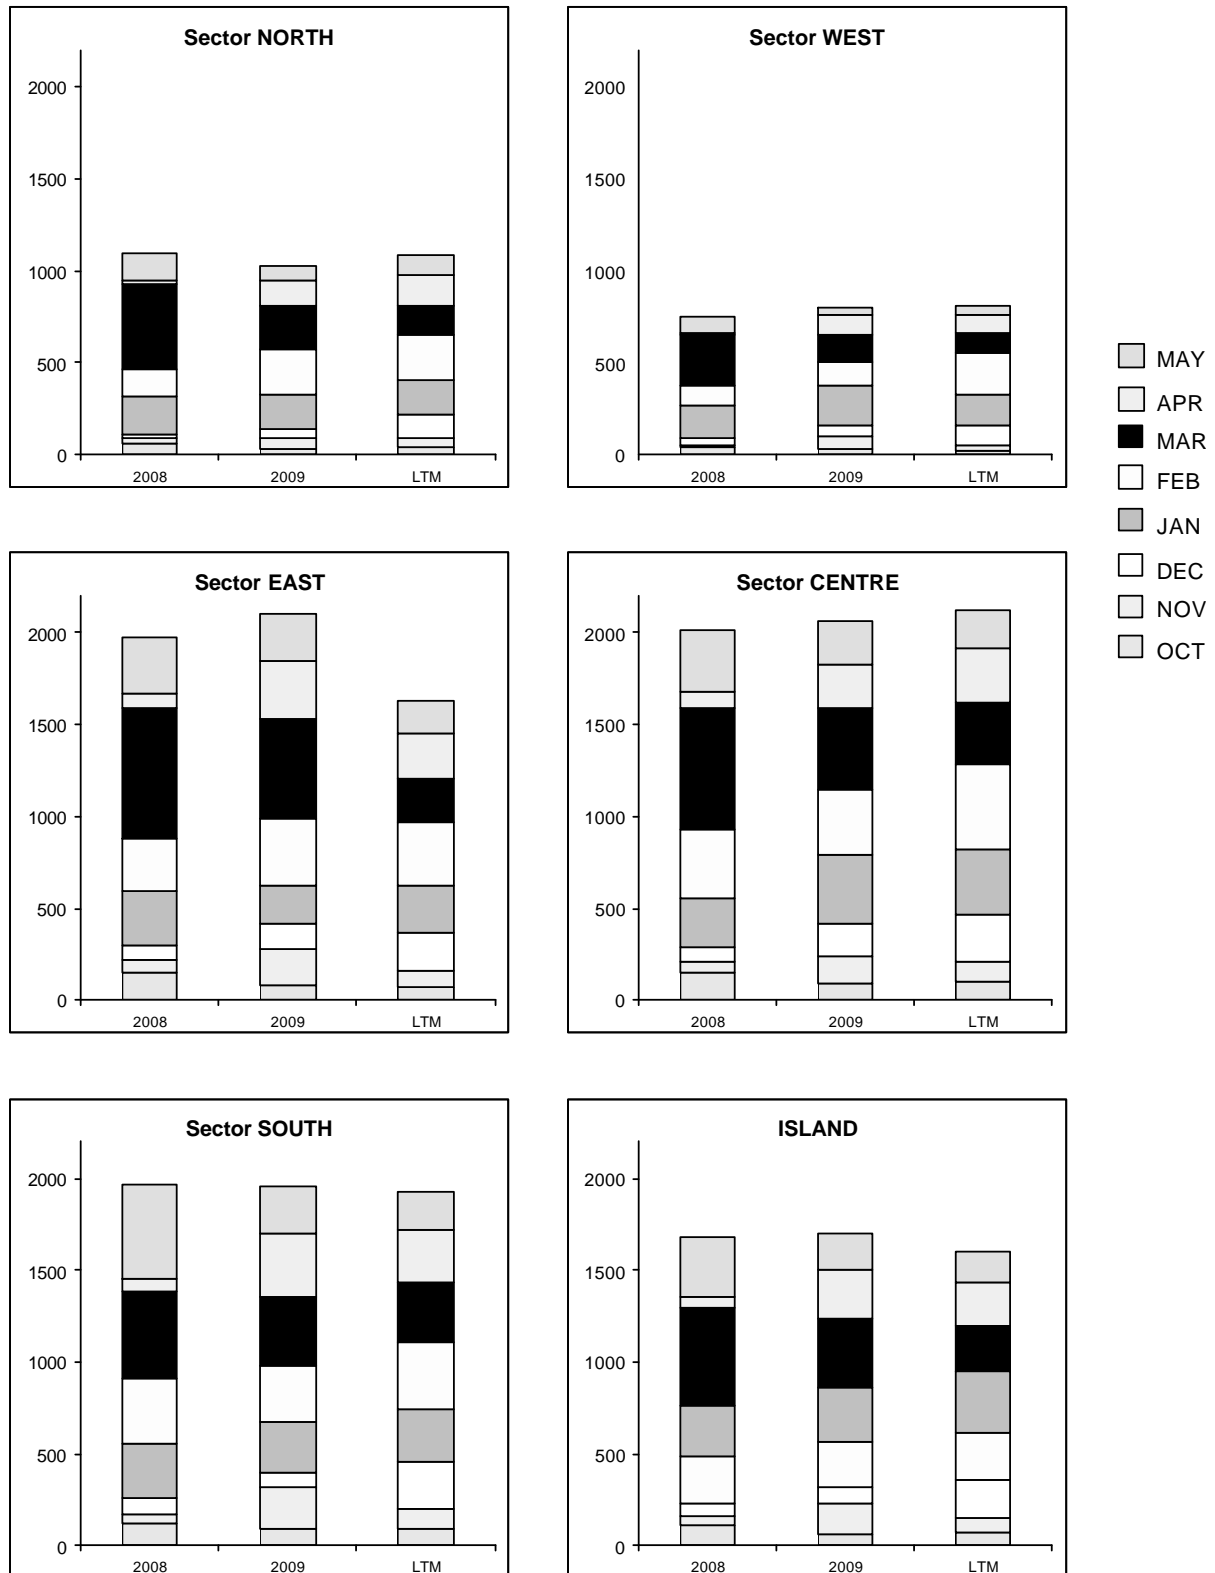 Sector NORTH
2000
1500
1000
500
0
2008 2009 LTM
Sector WEST
2000
1500
1000
500
0
2008 2009 LTM
MAY
APR
MAR
FEB
JAN
DEC
NOV
OCT
Sector EAST
2000
1500
1000
500
0
2008 2009 LTM
Sector CENTRE
2000
1500
1000
500
0
2008 2009 LTM
Sector SOUTH
2000
1500
1000
500
0
2008 2009 LTM
ISLAND
2000
1500
1000
500
0
2008 2009 LTM